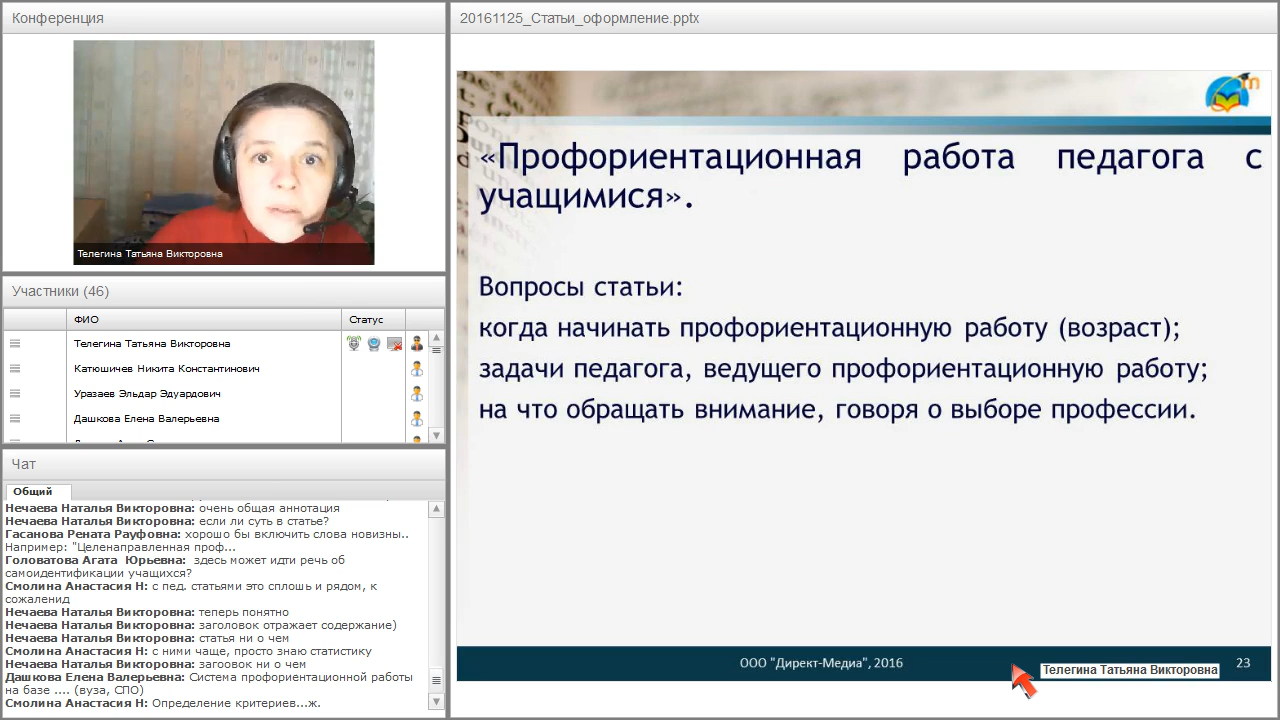 Конференция
Телегина Татьяна Викторовна
Участники (46)
ФИО
Статус
Телегина Татьяна Викторовна
Катюшичев Никита Константинович
Уразаев Эльдар Эдуардович
Дашкова Елена Валерьевна
Чат
Общий
Нечаева Наталья Викторовна: очень общая аннотация
Нечаева Наталья Викторовна: если ли суть в статье?
Гасанова Рената Рауфовна: хорошо бы включить слова новизны..
Например: "Целенаправленная проф...
Головатова Агата Юрьевна: здесь может идти речь об
самоидентификации учащихся?
Смолина Анастасия Н: с пед. статьями это сплошь и рядом, к
сожаленид
Нечаева Наталья Викторовна: теперь понятно
Нечаева Наталья Викторовна: заголовок отражает содержание)
Нечаева Наталья Викторовна: статья ни о чем
Смолина Анастасия Н: с ними чаще, просто знаю статистику
Нечаева Наталья Викторовна: загоовок ни о чем
Дашкова Елена Валерьевна: Система профориентационной работы
на базе .... (вуза, СПО)
Смолина Анастасия Н: Определение критериев...ж.
20161125_Статьи_оформление.pptx
«Профориентационная работа педагога с
учащимися».
Вопросы статьи:
когда начинать профориентационную работу (возраст);
задачи педагога, ведущего профориентационную работу;
на что обращать внимание, говоря о выборе профессии.
ООО "Директ-Медиа", 2016
Телегина Татьяна Викторовна
23